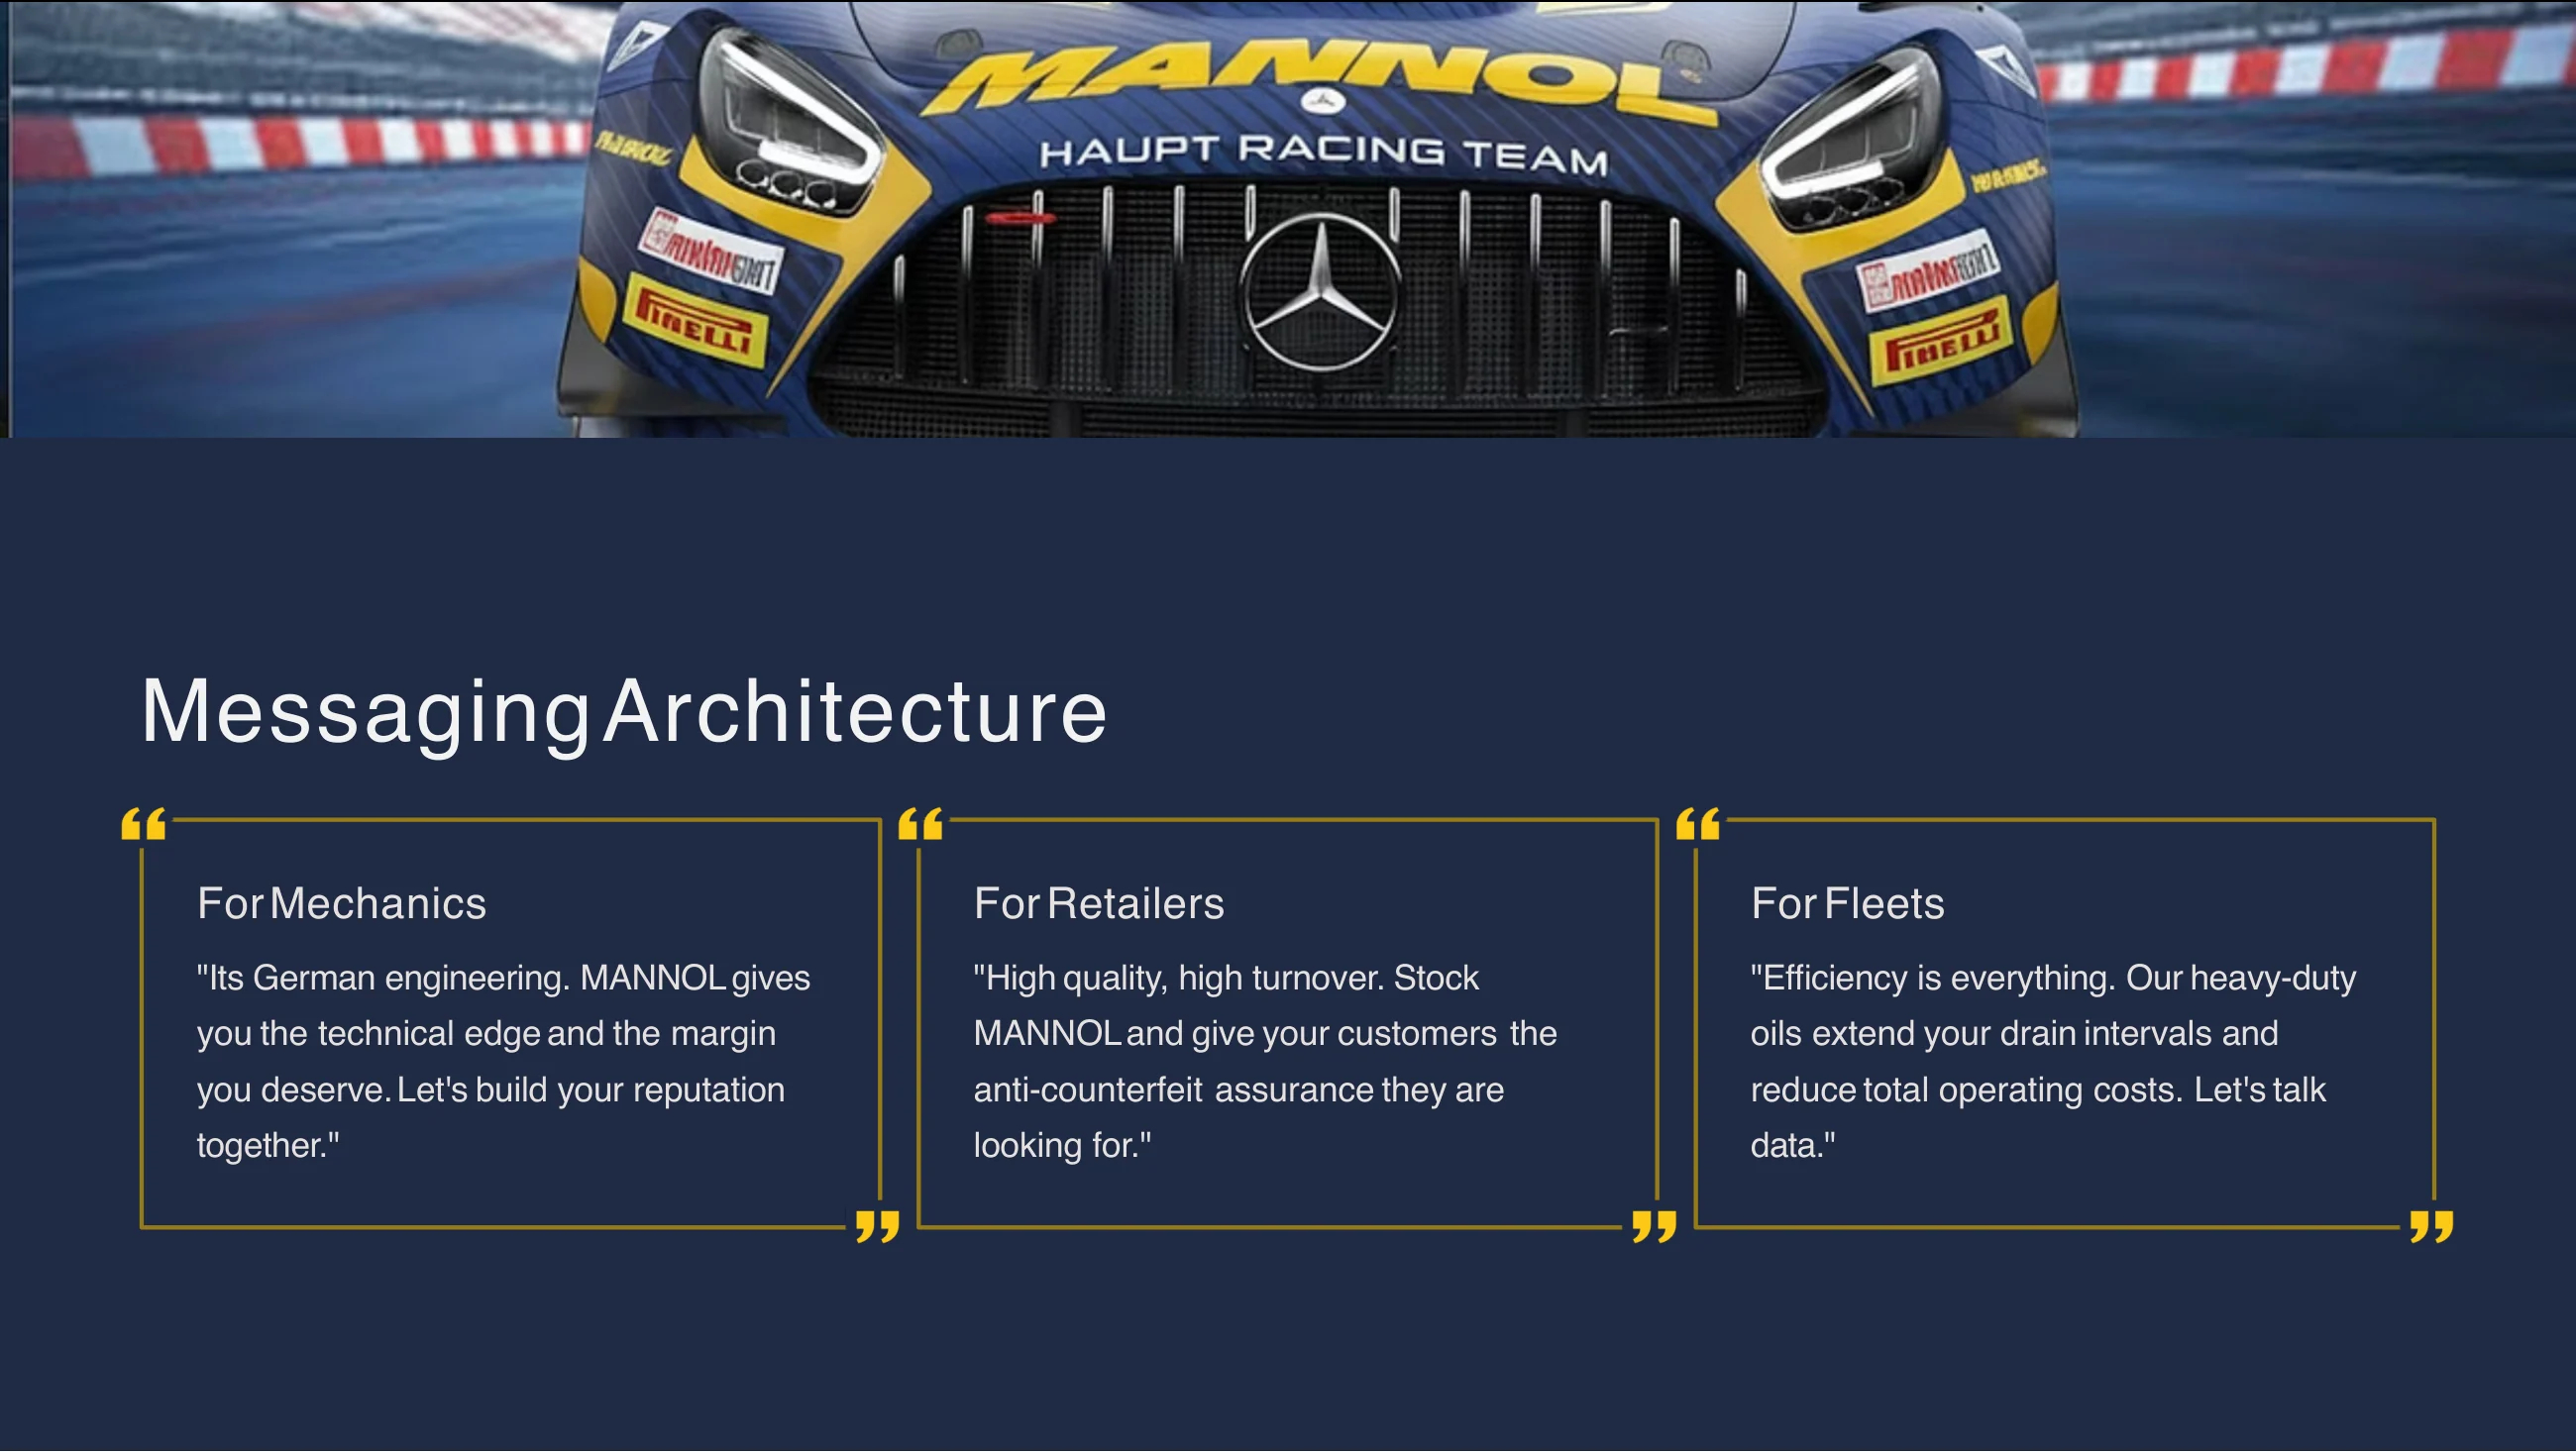 MANNOL
HAUPT RACING TEAM
MANNOL
PIRELLI
PIRELLI
Messaging Architecture
For Mechanics
"Its German engineering. MANNOL gives
you the technical edge and the margin
you deserve. Let's build your reputation
together."
For Retailers
"High quality, high turnover. Stock
MANNOL and give your customers the
anti-counterfeit assurance they are
looking for."
For Fleets
"Efficiency is everything. Our heavy-duty
oils extend your drain intervals and
reduce total operating costs. Let's talk
data."